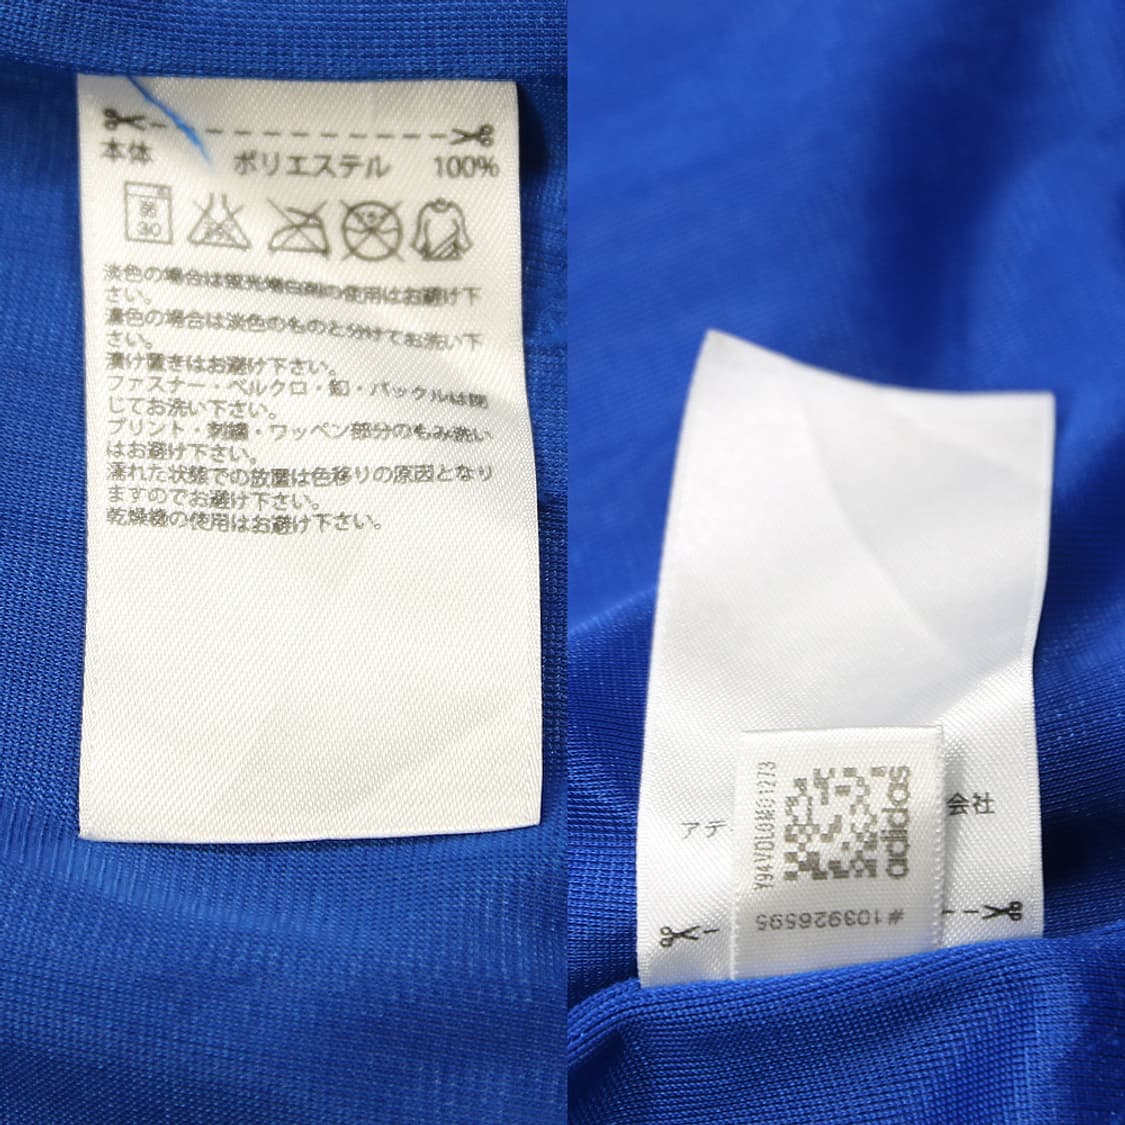 本体 ポリエステル 100%
弱
30
淡色の場合は蛍光増白剤の使用はお避け下
さい。
濃色の場合は淡色のものと分けてお洗い下
さい。
漬け置きはお避け下さい。
ファスナー・ベルクロ・釦・バックルは閉
じてお洗い下さい。
プリント・刺繍・ワッペン部分のもみ洗い
はお避け下さい。
濡れた状態での放置は色移りの原因となり
ますのでお避け下さい。
乾燥機の使用はお避け下さい。
アデ
会社
adidas
#103926595